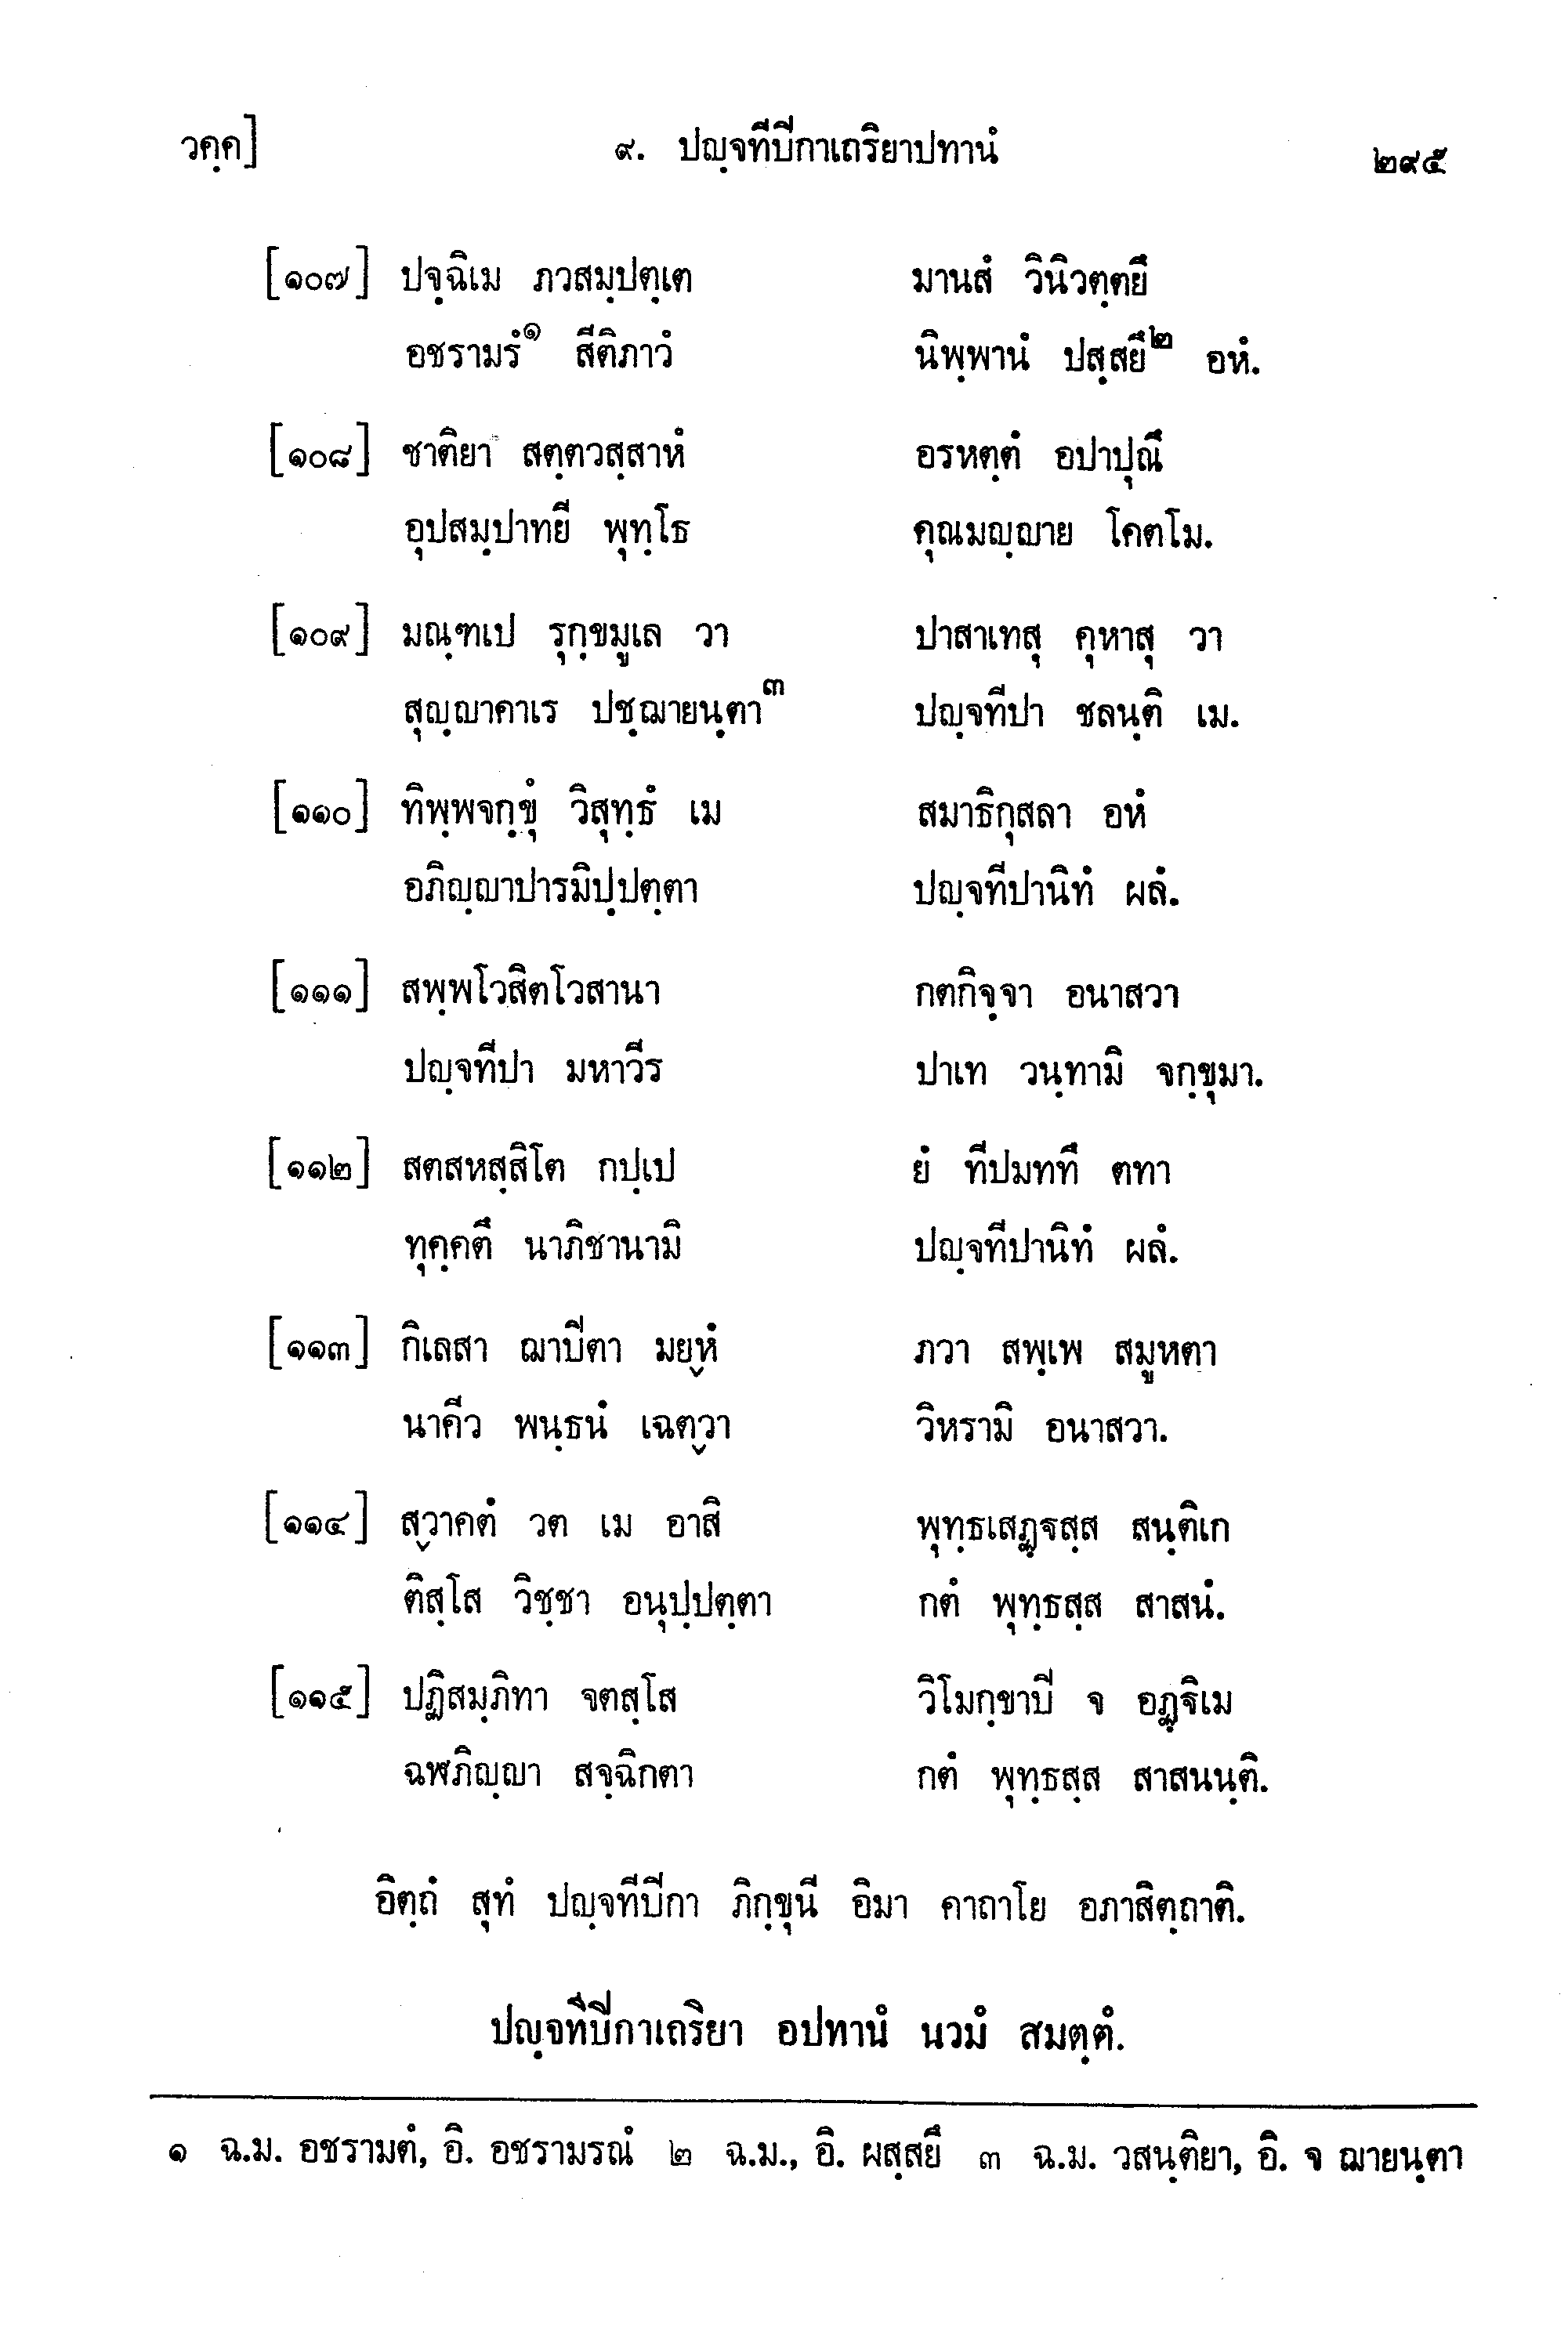 วคฺค] ๙. ปญฺจทีปิกาเถริยาปทานํ ๒๙๕
[๑๐๗] ปจฺฉิเม ภวสมฺปตฺเต มานสํ วินิวตฺตยึ
อชรามรํ๑ สีติภาวํ นิพฺพานํ ปสฺสยึ๒ อหํ.
[๑๐๘] ชาติยา สตฺตวสฺสาหํ อรหตฺตํ อปาปุณึ
อุปสมฺปาทยี พุทฺโธ คุณมญฺญาย โคตโม.
[๑๐๙] มณฺฑเป รุกฺขมูเล วา ปาสาเทสุ คุหาสุ วา
สุญฺญาคาเร ปชฺฌายนฺตา๓ ปญฺจทีปา ชลนฺติ เม.
[๑๑๐] ทิพฺพจกฺขุํ วิสุทฺธํ เม สมาธิกุสลา อหํ
อภิญฺญาปารมิปฺปตฺตา ปญฺจทีปานิทํ ผลํ.
[๑๑๑] สพฺพโวสิตโวสานา กตกิจฺจา อนาสวา
ปญฺจทีปา มหาวีร ปาเท วนฺทามิ จกฺขุมา.
[๑๑๒] สตสหสฺสิโต กปฺเป ยํ ทีปมททึ ตทา
ทุคฺคตึ นาภิชานามิ ปญฺจทีปานิทํ ผลํ.
[๑๑๓] กิเลสา ฌาปิตา มยฺหํ ภวา สพฺเพ สมูหตา
นาคีว พนฺธนํ เฉตฺวา วิหรามิ อนาสวา.
[๑๑๔] สฺวาคตํ วต เม อาสิ พุทฺธเสฏฺฐสฺส สนฺติเก
ติสฺโส วิชฺชา อนุปฺปตฺตา กตํ พุทฺธสฺส สาสนํ.
[๑๑๕] ปฏิสมฺภิทา จตสฺโส วิโมกฺขาปิ จ อฏฺฐิเม
ฉฬภิญฺญา สจฺฉิกตา กตํ พุทฺธสฺส สาสนนฺติ.
อิตฺถํ สุทํ ปญฺจทีปิกา ภิกฺขุนี อิมา คาถาโย อภาสิตฺถาติ.
ปญฺจทีปิกาเถริยา อปทานํ นวมํ สมตฺตํ.
๑ ฉ.ม. อชรามตํ, อิ. อชรามรณํ ๒ ฉ.ม., อิ. ผสฺสยึ ๓ ฉ.ม. วสนฺติยา, อิ. จ ฌายนฺตา